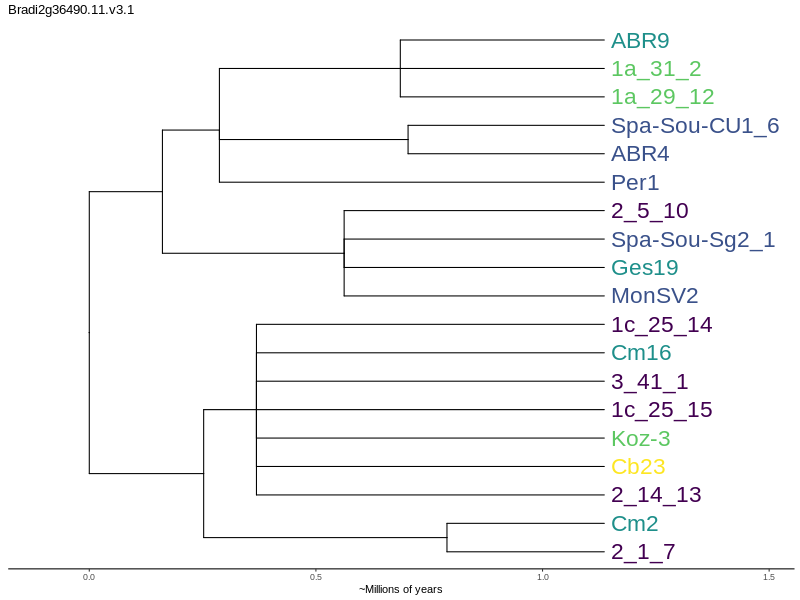 Bradi2g36490.11.v3.1
ABR9
1a_31_2
1a_29_12
Spa-Sou-CU1_6
ABR4
Per1
2_5_10
Spa-Sou-Sg2_1
Ges19
MonSV2
1c_25_14
Cm16
3_41_1
1c_25_15
Koz-3
Cb23
2_14_13
Cm2
2_1_7
0.0 0.5 1.0 1.5
~Millions of years